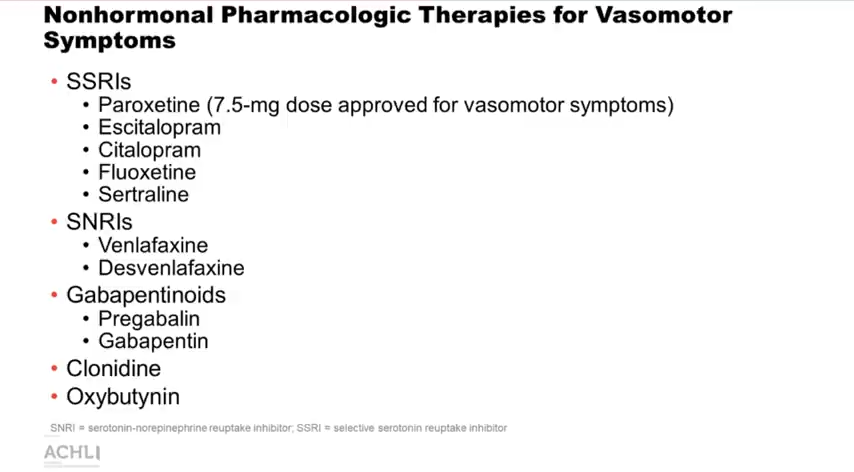 Nonhormonal Pharmacologic Therapies for Vasomotor
Symptoms
• SSRIs
• Paroxetine (7.5-mg dose approved for vasomotor symptoms)
• Escitalopram
• Citalopram
• Fluoxetine
• Sertraline
• SNRIs
• Venlafaxine
• Desvenlafaxine
• Gabapentinoids
• Pregabalin
• Gabapentin
• Clonidine
• Oxybutynin
SNRI = serotonin-norepinephrine reuptake inhibitor; SSRI = selective serotonin reuptake inhibitor
ACHLI